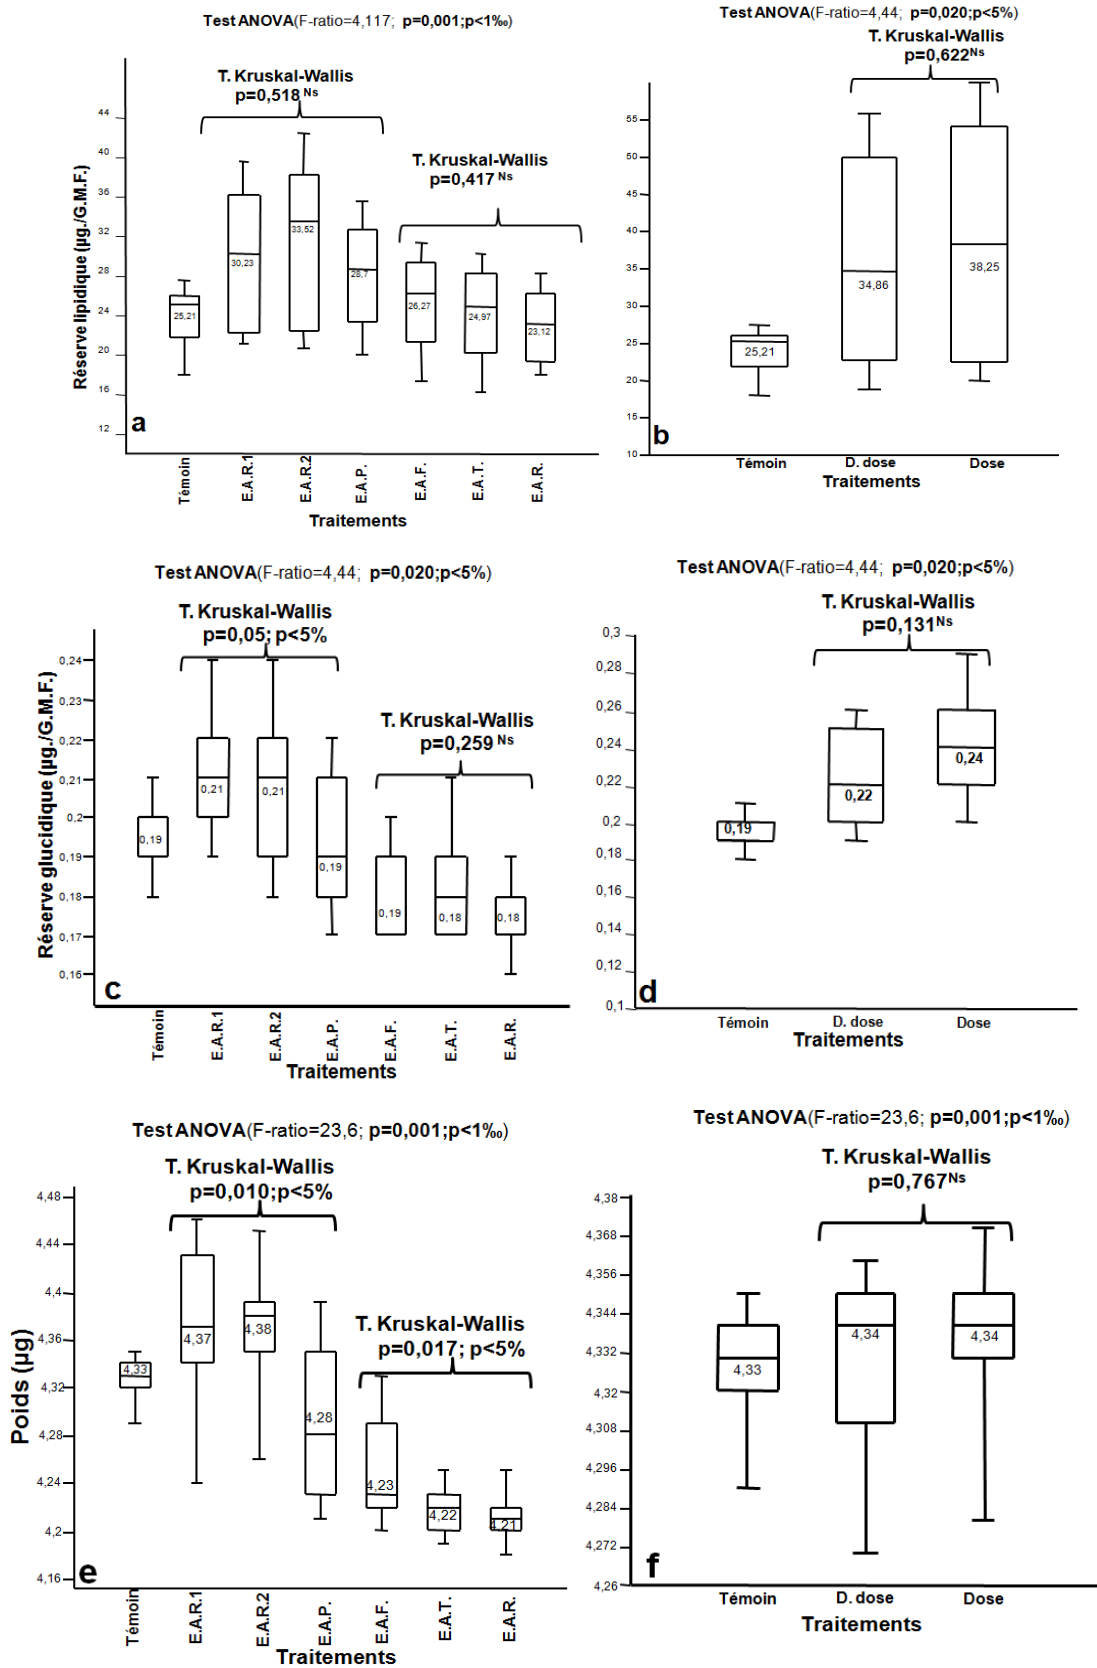 Test ANOVA(F-ratio=4,117; p=0,001;p<1‰)
T. Kruskal-Wallis
p=0,518 Ns
T. Kruskal-Wallis
p=0,417 Ns
Réserve lipidique (µg./G.M.F.)
44
40
36
32
28
24
20
16
12
25,21
30,23
33,52
28,7
26,27
24,97
23,12
a
Témoin
E.A.R.1
E.A.R.2
E.A.P.
E.A.F.
E.A.T.
E.A.R.
Traitements
Test ANOVA(F-ratio=4,44; p=0,020;p<5%)
T. Kruskal-Wallis
p=0,622Ns
55
50
45
40
35
30
25
20
15
10
25,21
34,86
38,25
b
Témoin
D. dose
Dose
Traitements
Test ANOVA(F-ratio=4,44; p=0,020;p<5%)
T. Kruskal-Wallis
p=0,05; p<5%
T. Kruskal-Wallis
p=0,259 Ns
Réserve glucidique (µg./G.M.F.)
0,24
0,23
0,22
0,21
0,2
0,19
0,18
0,17
0,16
0,19
0,21
0,21
0,19
0,19
0,18
0,18
c
Témoin
E.A.R.1
E.A.R.2
E.A.P.
E.A.F.
E.A.T.
E.A.R.
Traitements
Test ANOVA(F-ratio=4,44; p=0,020;p<5%)
T. Kruskal-Wallis
p=0,131Ns
0,3
0,28
0,26
0,24
0,22
0,2
0,18
0,16
0,14
0,12
0,1
0,19
0,22
0,24
d
Témoin
D. dose
Dose
Traitements
Test ANOVA(F-ratio=23,6; p=0,001;p<1‰)
T. Kruskal-Wallis
p=0,010;p<5%
T. Kruskal-Wallis
p=0,017; p<5%
Poids (µg)
4,48
4,44
4,4
4,36
4,32
4,28
4,24
4,2
4,16
4,33
4,37
4,38
4,28
4,23
4,22
4,21
e
Témoin
E.A.R.1
E.A.R.2
E.A.P.
E.A.F.
E.A.T.
E.A.R.
Traitements
Test ANOVA(F-ratio=23,6; p=0,001;p<1‰)
T. Kruskal-Wallis
p=0,767Ns
4,38
4,368
4,356
4,344
4,332
4,32
4,308
4,296
4,284
4,272
4,26
4,33
4,34
4,34
f
Témoin
D. dose
Dose
Traitements